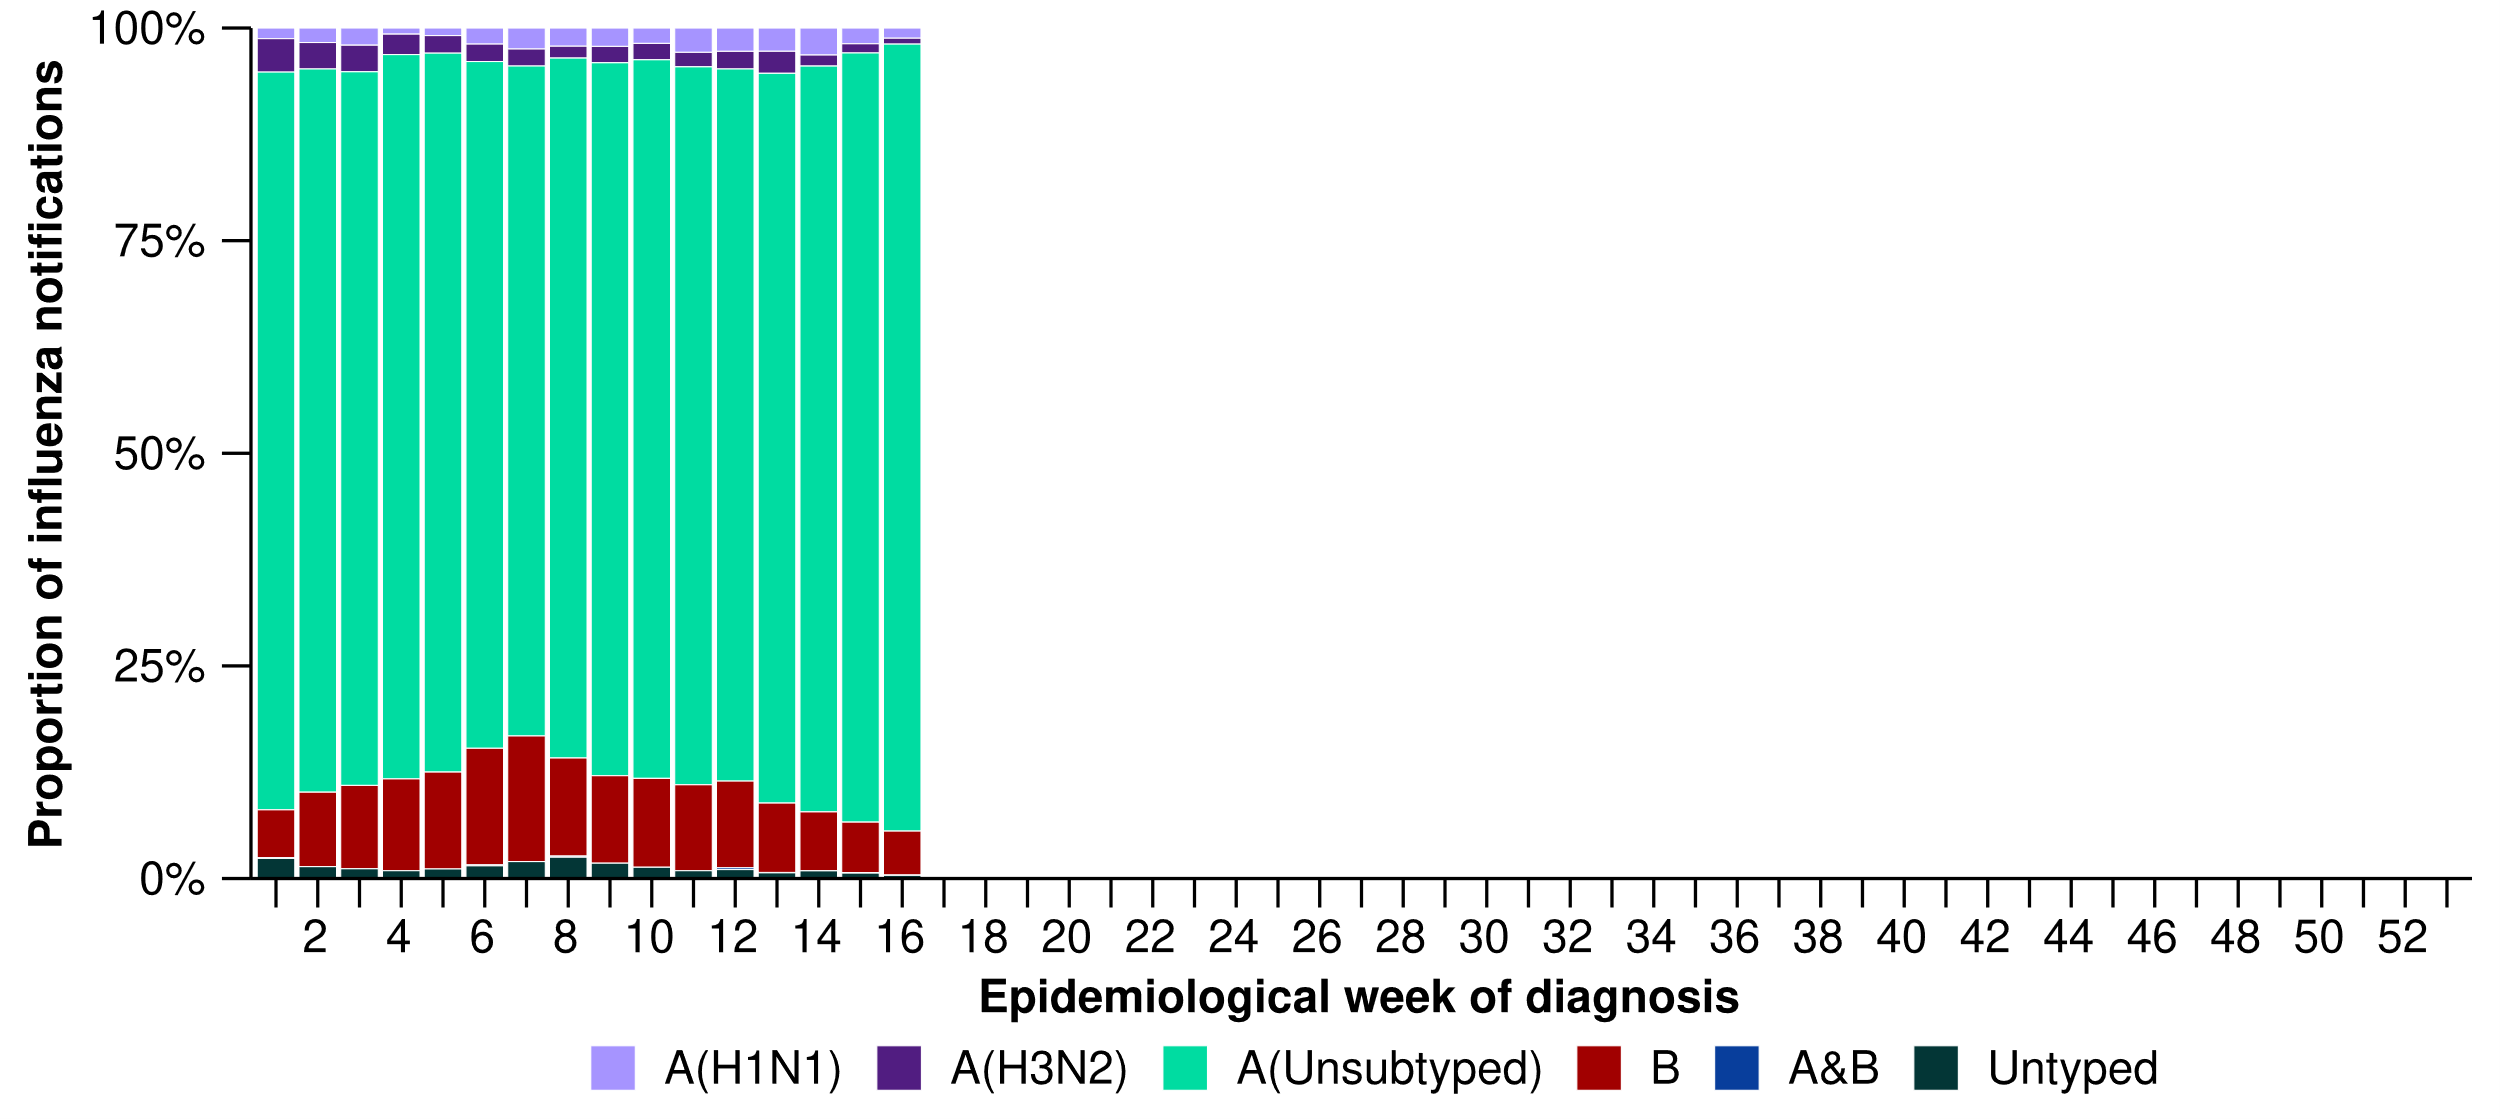 Proportion of influenza notifications
100%
75%
50%
25%
0%
2 4 6 8 10 12 14 16 18 20 22 24 26 28 30 32 34 36 38 40 42 44 46 48 50 52
Epidemiological week of diagnosis
A(H1N1) A(H3N2) A(Unsubtyped) B A&B Untyped